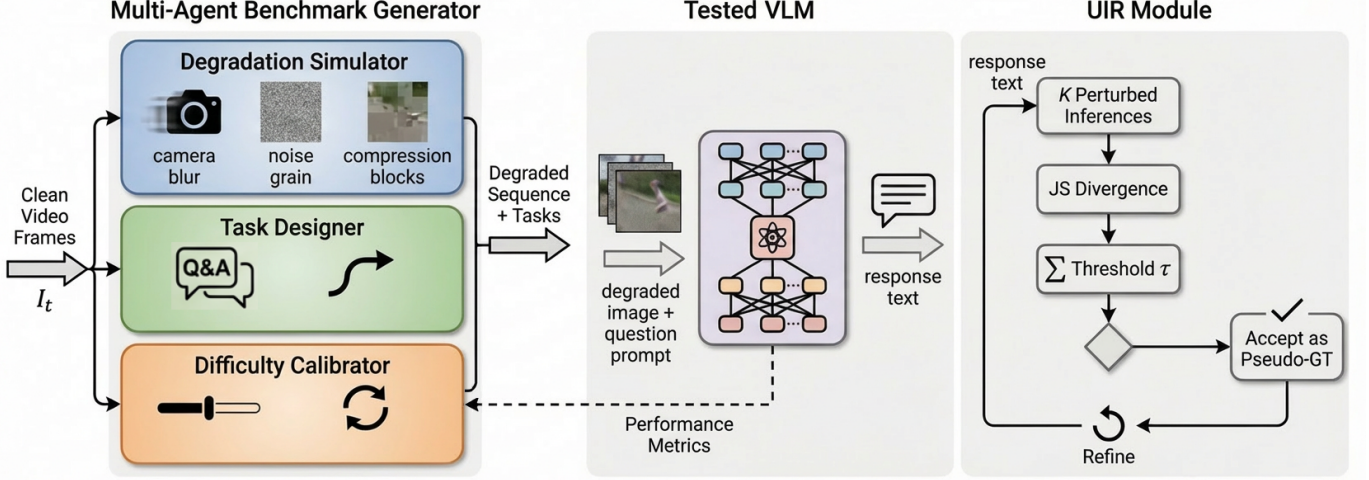 Multi-Agent Benchmark Generator
Degradation Simulator
camera
blur
noise
grain
compression
blocks
Clean
Video
Frames
I_t
Task Designer
Q&A
Difficulty Calibrator
Degraded
Sequence
+ Tasks
Tested VLM
degraded
image +
question
prompt
response
text
Performance
Metrics
UIR Module
response
text
K Perturbed
Inferences
JS Divergence
∑ Threshold τ
Accept as
Pseudo-GT
Refine